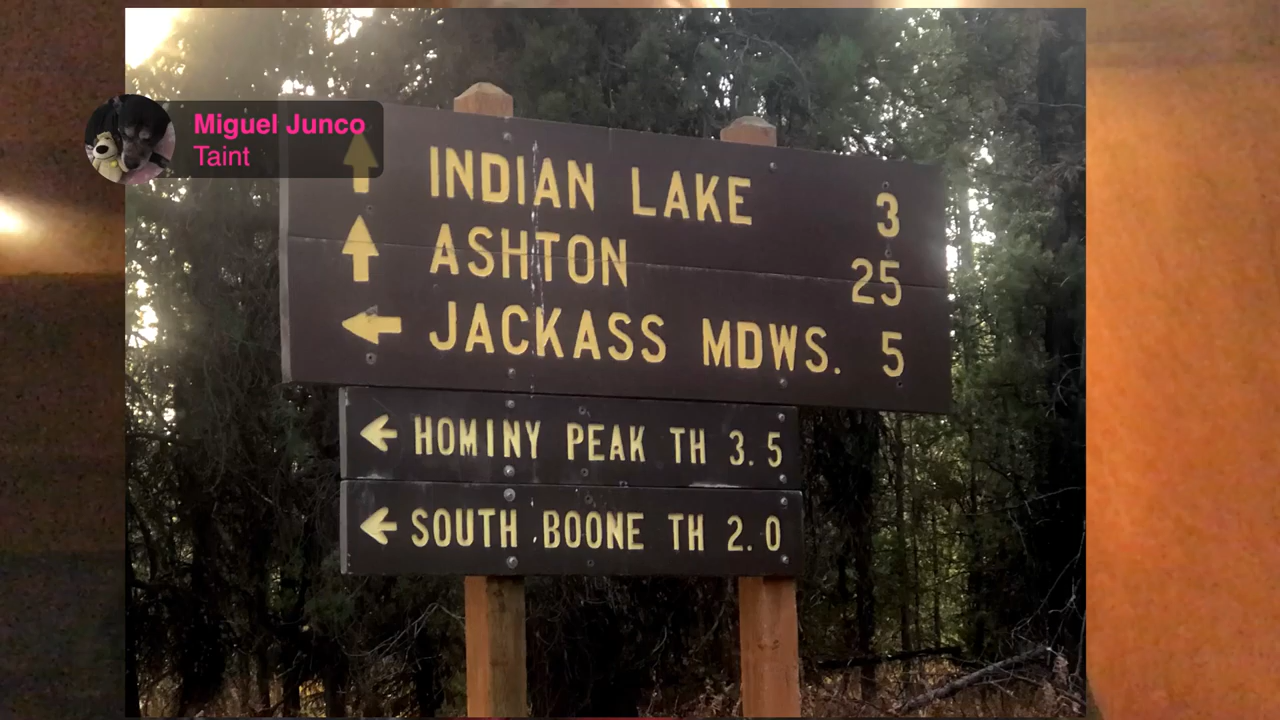 Miguel Junco
Taint
INDIAN LAKE 3
ASHTON 25
JACKASS MDWS. 5
HOMINY PEAK TH 3.5
SOUTH BOONE TH 2.0